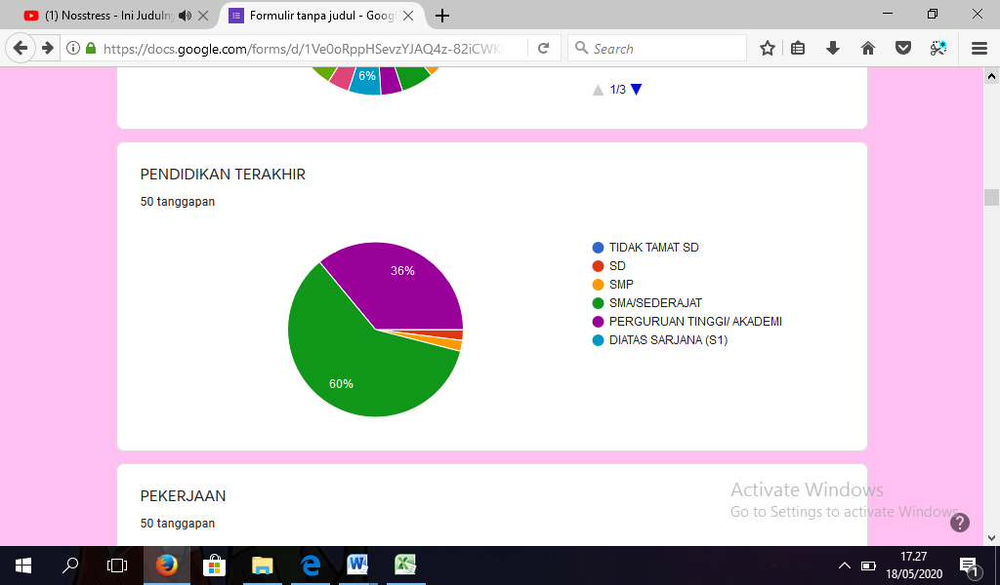 (1) Nosstress - Ini Judulny
Formulir tanpa judul - Goog
https://docs.google.com/forms/d/1Ve0oRppHSevzYJAQ4z-82iCWK
Search
6%
1/3
PENDIDIKAN TERAKHIR
50 tanggapan
36%
60%
TIDAK TAMAT SD
SD
SMP
SMA/SEDERAJAT
PERGURUAN TINGGI/ AKADEMI
DIATAS SARJANA (S1)
PEKERJAAN
50 tanggapan
Activate Windows
Go to Settings to activate Windows.
17.27
18/05/2020
1